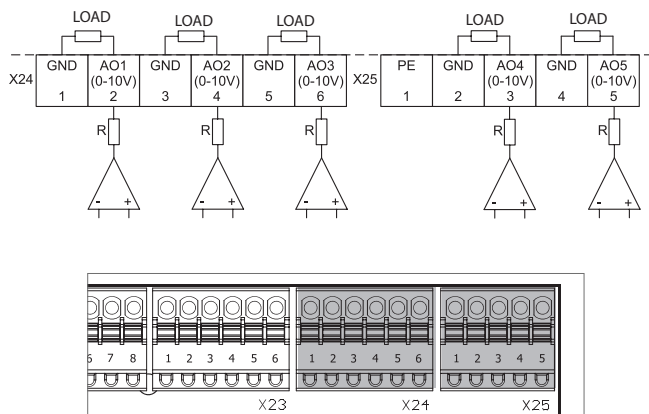 LOAD LOAD LOAD LOAD LOAD
X24 GND AO1 GND AO2 GND AO3 X25 PE GND AO4 GND AO5
(0-10V) (0-10V) (0-10V) (0-10V) (0-10V)
1 2 3 4 5 6 1 2 3 4 5
R R R R R
- + - + - + - + - +
6 7 8 1 2 3 4 5 6 1 2 3 4 5 6 1 2 3 4 5
X23 X24 X25